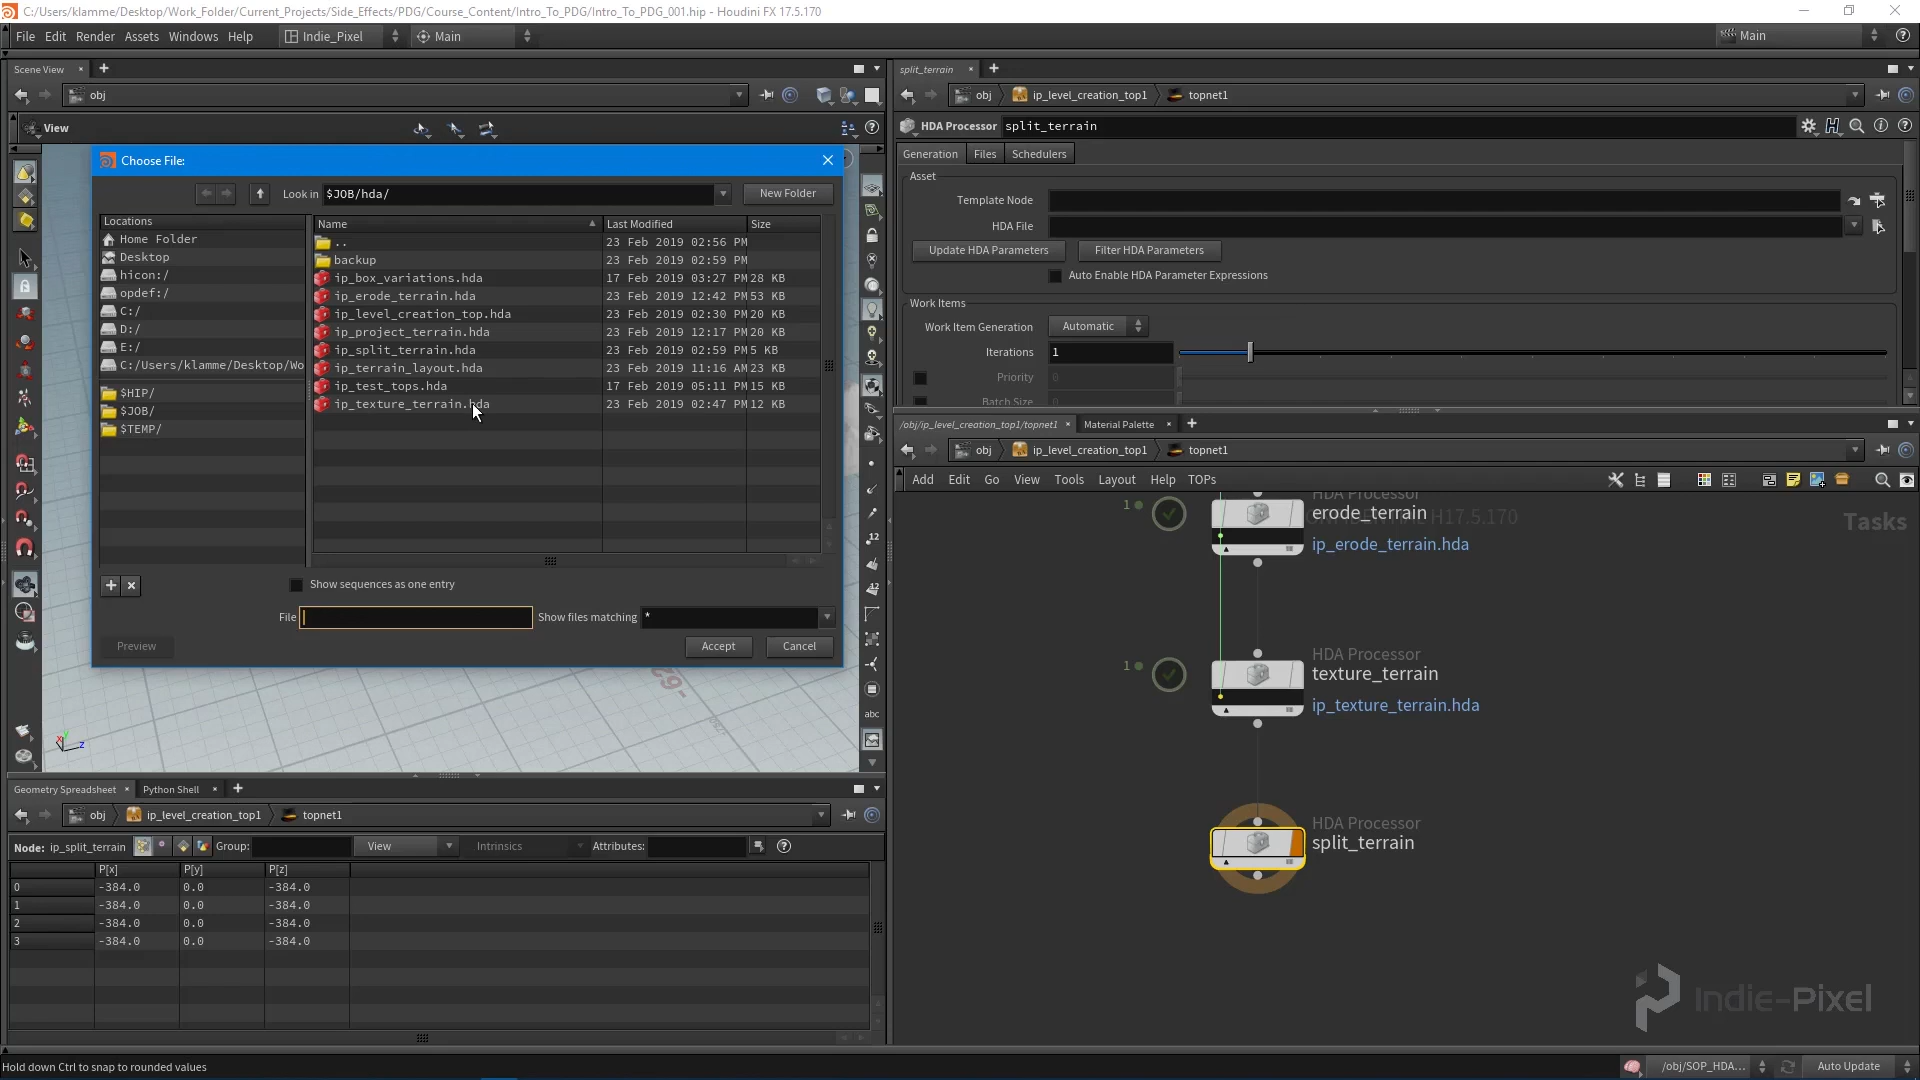 C:/Users/klamme/Desktop/Work_Folder/Current_Projects/Side_Effects/PDG/Course_Content/Intro_To_PDG/Intro_To_PDG_001.hip - Houdini FX 17.5.170
File Edit Render Assets Windows Help Indie_Pixel Main Main
Scene View
obj
View
Choose File:
Look in $JOB/hda/ New Folder
Locations
Home Folder
Desktop
hicon:/
opdef:/
C:/
D:/
E:/
C:/Users/klamme/Desktop/Wo
$HIP/
$JOB/
$TEMP/
Name Last Modified Size
.. 23 Feb 2019 02:56 PM
backup 23 Feb 2019 02:59 PM
ip_box_variations.hda 17 Feb 2019 03:27 PM 28 KB
ip_erode_terrain.hda 23 Feb 2019 12:42 PM 53 KB
ip_level_creation_top.hda 23 Feb 2019 02:30 PM 20 KB
ip_project_terrain.hda 23 Feb 2019 12:17 PM 20 KB
ip_split_terrain.hda 23 Feb 2019 02:59 PM 5 KB
ip_terrain_layout.hda 23 Feb 2019 11:16 AM 23 KB
ip_test_tops.hda 17 Feb 2019 05:11 PM 15 KB
ip_texture_terrain.hda 23 Feb 2019 02:47 PM 12 KB
Show sequences as one entry
File Show files matching *
Preview Accept Cancel
12
12
abc
x y z
Geometry Spreadsheet Python Shell
obj ip_level_creation_top1 topnet1
Node: ip_split_terrain Group: View Intrinsics Attributes:
P[x] P[y] P[z]
0 -384.0 0.0 -384.0
1 -384.0 0.0 -384.0
2 -384.0 0.0 -384.0
3 -384.0 0.0 -384.0
Hold down Ctrl to snap to rounded values
split_terrain
obj ip_level_creation_top1 topnet1
HDA Processor split_terrain
Generation Files Schedulers
Asset
Template Node
HDA File
Update HDA Parameters Filter HDA Parameters
Auto Enable HDA Parameter Expressions
Work Items
Work Item Generation Automatic
Iterations 1
Priority 0
Batch Size
/obj/ip_level_creation_top1/topnet1 Material Palette
obj ip_level_creation_top1 topnet1
Add Edit Go View Tools Layout Help TOPs
HDA Processor
1 erode_terrain H17.5.170 Tasks
ip_erode_terrain.hda
HDA Processor
1 texture_terrain
ip_texture_terrain.hda
HDA Processor
split_terrain
Indie-Pixel
/obj/SOP_HDA... Auto Update